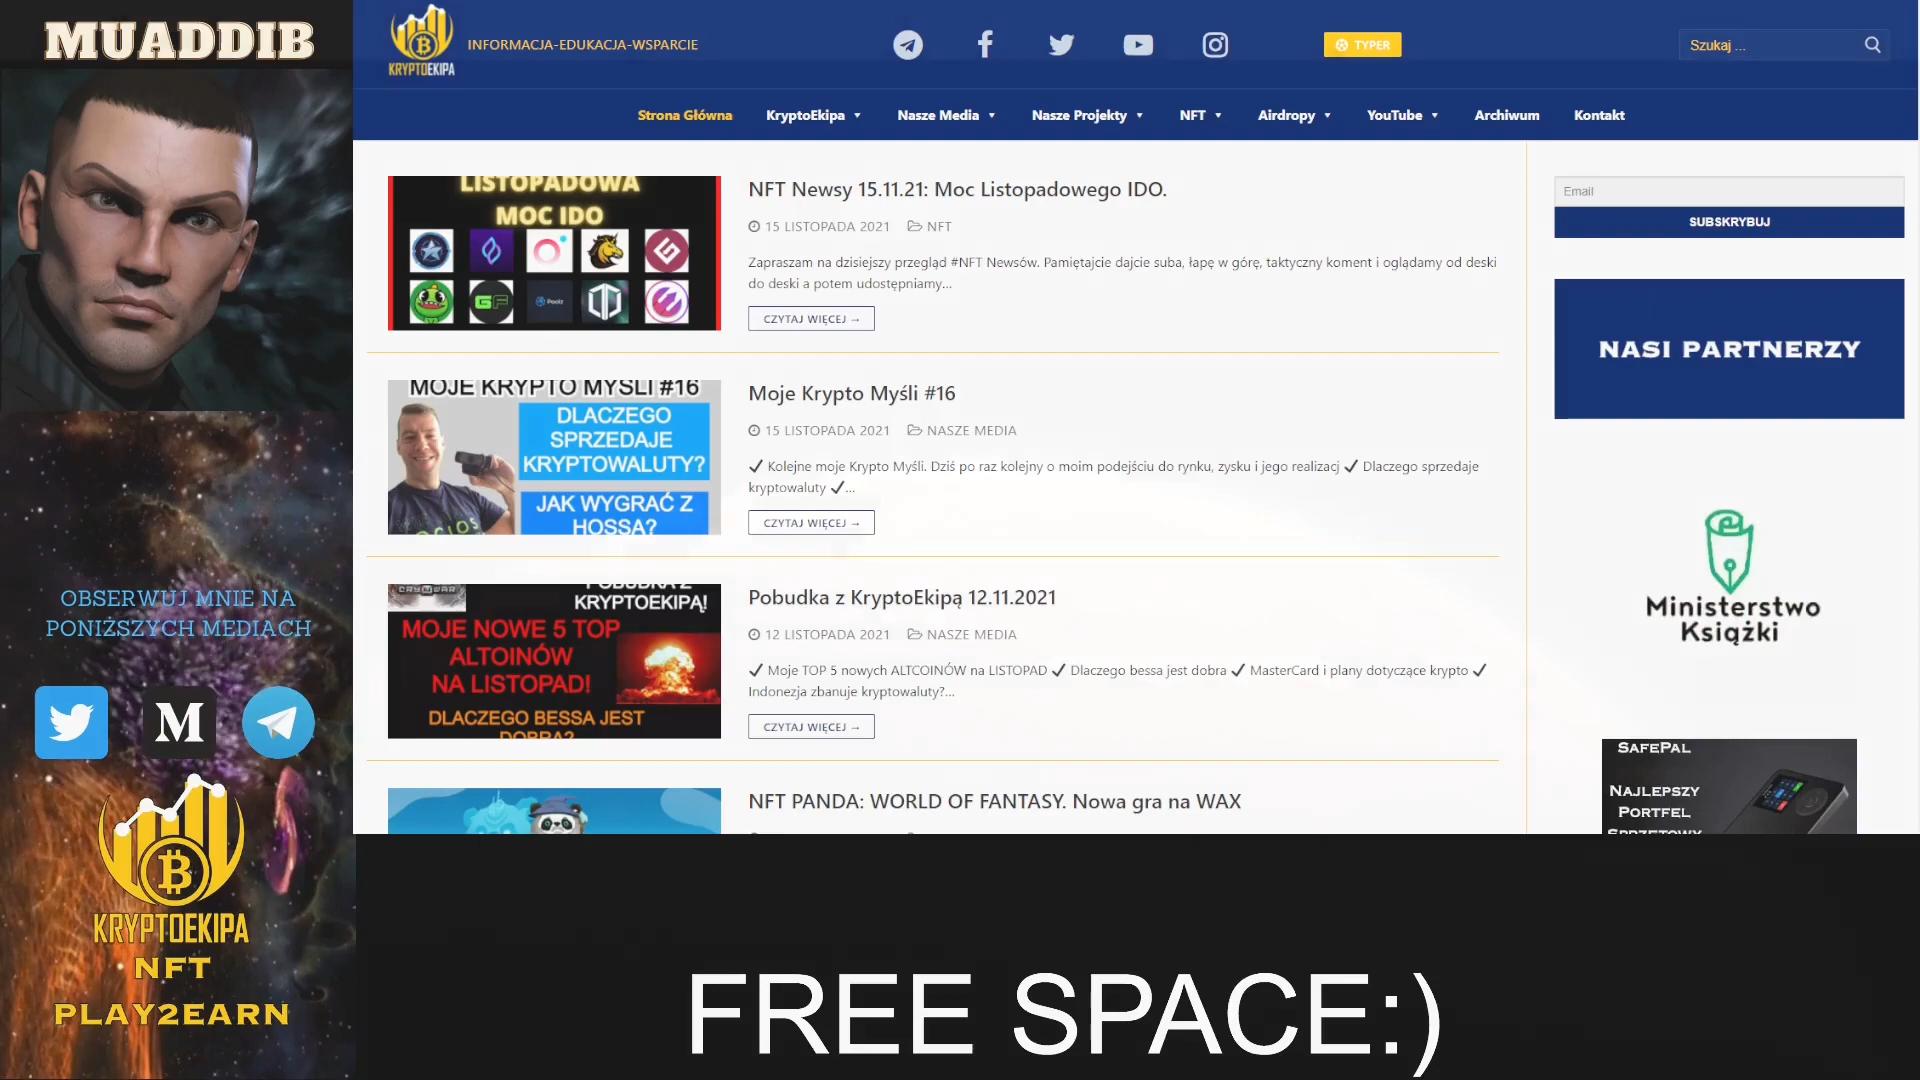 MUADDIB
OBSERWUJ MNIE NA
PONIŻSZYCH MEDIACH
M
KRYPTOEKIPA
NFT
PLAY2EARN
KRYPTOEKIPA
INFORMACJA-EDUKACJA-WSPARCIE
TYPER
Szukaj ...
Strona Główna KryptoEkipa Nasze Media Nasze Projekty NFT Airdropy YouTube Archiwum Kontakt
LISTOPADOWA
MOC IDO
GF
Poolz
NFT Newsy 15.11.21: Moc Listopadowego IDO.
15 LISTOPADA 2021 NFT
Zapraszam na dzisiejszy przegląd #NFT Newsów. Pamiętajcie dajcie suba, łapę w górę, taktyczny koment i oglądamy od deski
do deski a potem udostępniamy...
CZYTAJ WIĘCEJ →
MOJE KRYPTO MYŚLI #16
DLACZEGO
SPRZEDAJE
KRYPTOWALUTY?
JAK WYGRAĆ Z
HOSSĄ?
Moje Krypto Myśli #16
15 LISTOPADA 2021 NASZE MEDIA
✓ Kolejne moje Krypto Myśli. Dziś po raz kolejny o moim podejściu do rynku, zysku i jego realizacj ✓ Dlaczego sprzedaje
kryptowaluty ✓...
CZYTAJ WIĘCEJ →
POBUDKA Z
KRYPTOEKIPĄ!
MOJE NOWE 5 TOP
ALTOINÓW
NA LISTOPAD!
DLACZEGO BESSA JEST
DOBRA?
Pobudka z KryptoEkipą 12.11.2021
12 LISTOPADA 2021 NASZE MEDIA
✓ Moje TOP 5 nowych ALTCOINÓW na LISTOPAD ✓ Dlaczego bessa jest dobra ✓ MasterCard i plany dotyczące krypto ✓
Indonezja zbanuje kryptowaluty?...
CZYTAJ WIĘCEJ →
NFT PANDA: WORLD OF FANTASY. Nowa gra na WAX
Email
SUBSKRYBUJ
NASI PARTNERZY
Ministerstwo
Książki
SAFEPAL
NAJLEPSZY
PORTFEL
SPRZĘTOWY
FREE SPACE:)